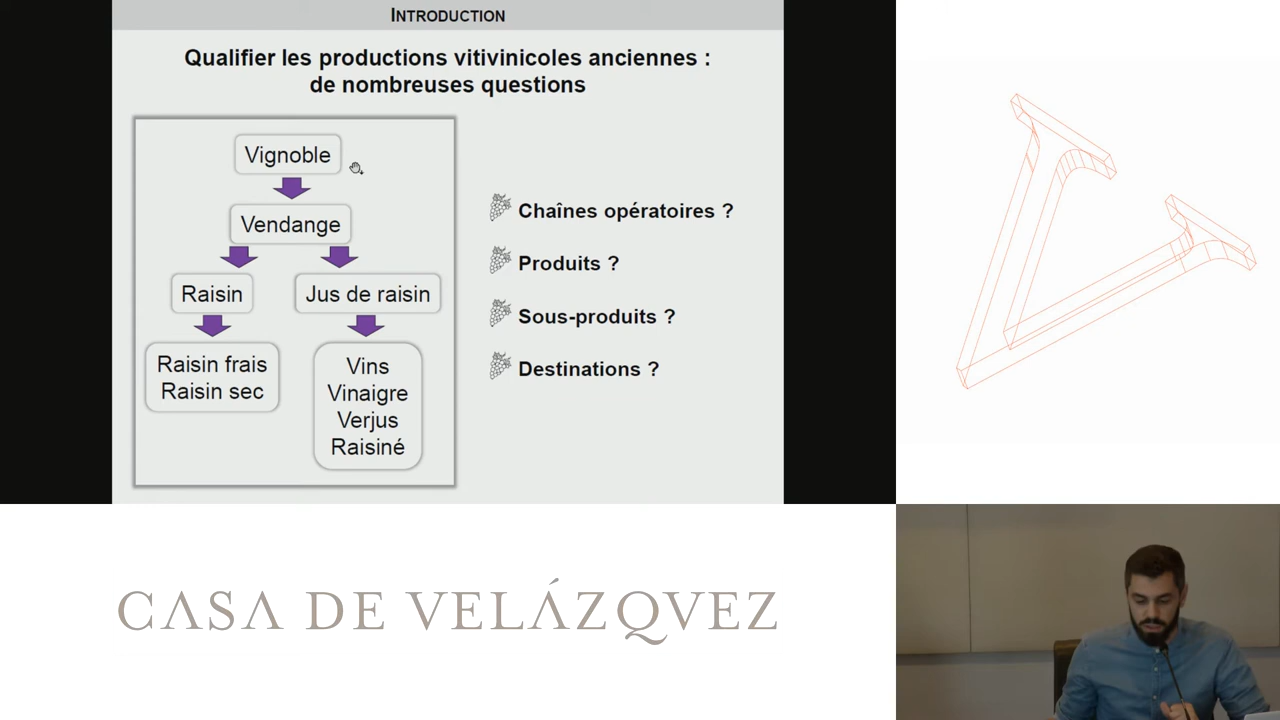 INTRODUCTION
Qualifier les productions vitivinicoles anciennes :
de nombreuses questions
Vignoble
Vendange
Raisin
Jus de raisin
Raisin frais
Raisin sec
Vins
Vinaigre
Verjus
Raisiné
Chaînes opératoires ?
Produits ?
Sous-produits ?
Destinations ?
CASA DE VELÁZQVEZ